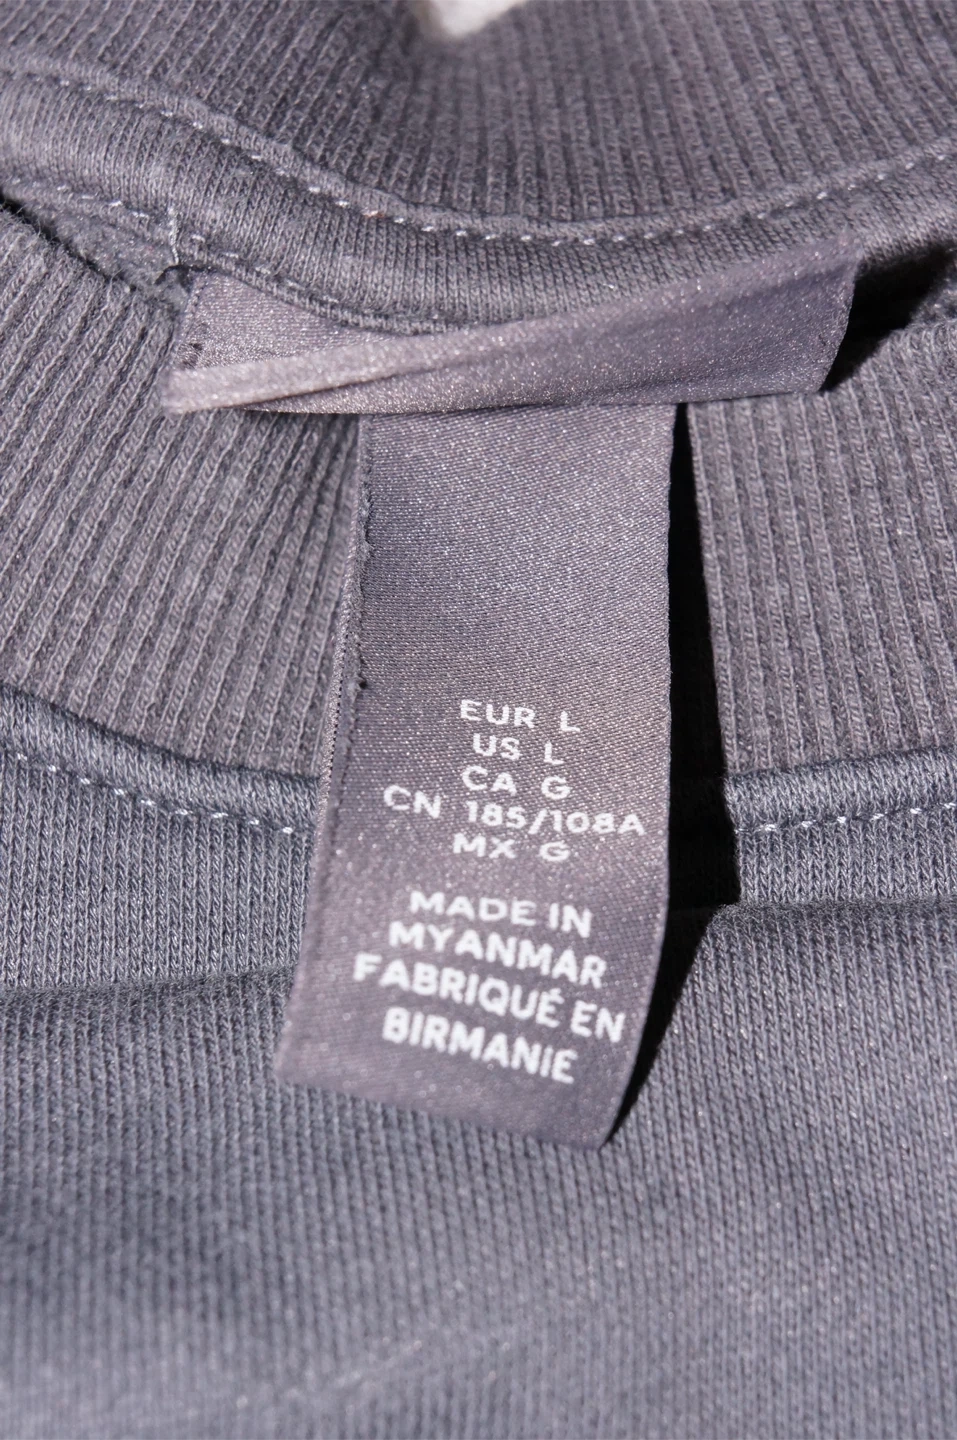 EUR L
US L
CA G
CN 185/108A
MX G
MADE IN
MYANMAR
FABRIQUÉ EN
BIRMANIE